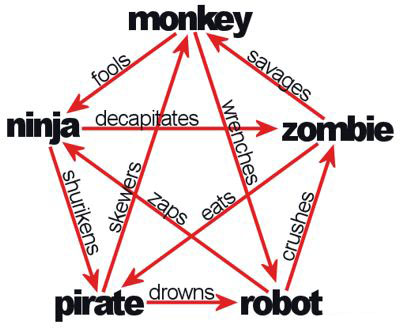 monkey
fools
savages
ninja
decapitates
zombie
wrenches
shurikens
skewers
zaps
eats
crushes
pirate
drowns
robot